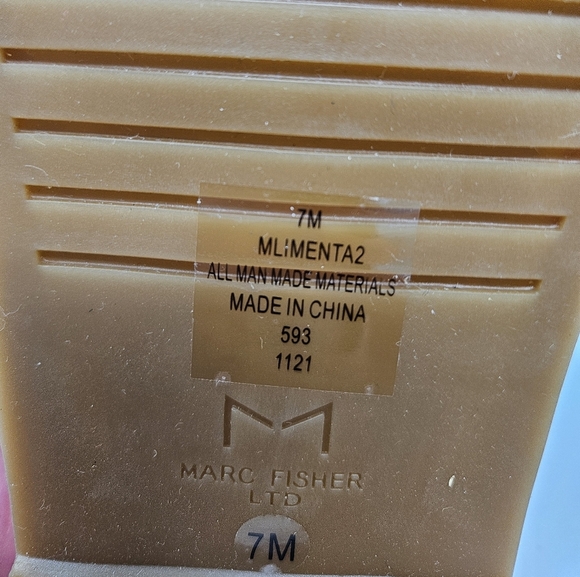 7M
MLIMENTA2
ALL MAN MADE MATERIALS
MADE IN CHINA
593
1121
MARC FISHER
LTD
7M